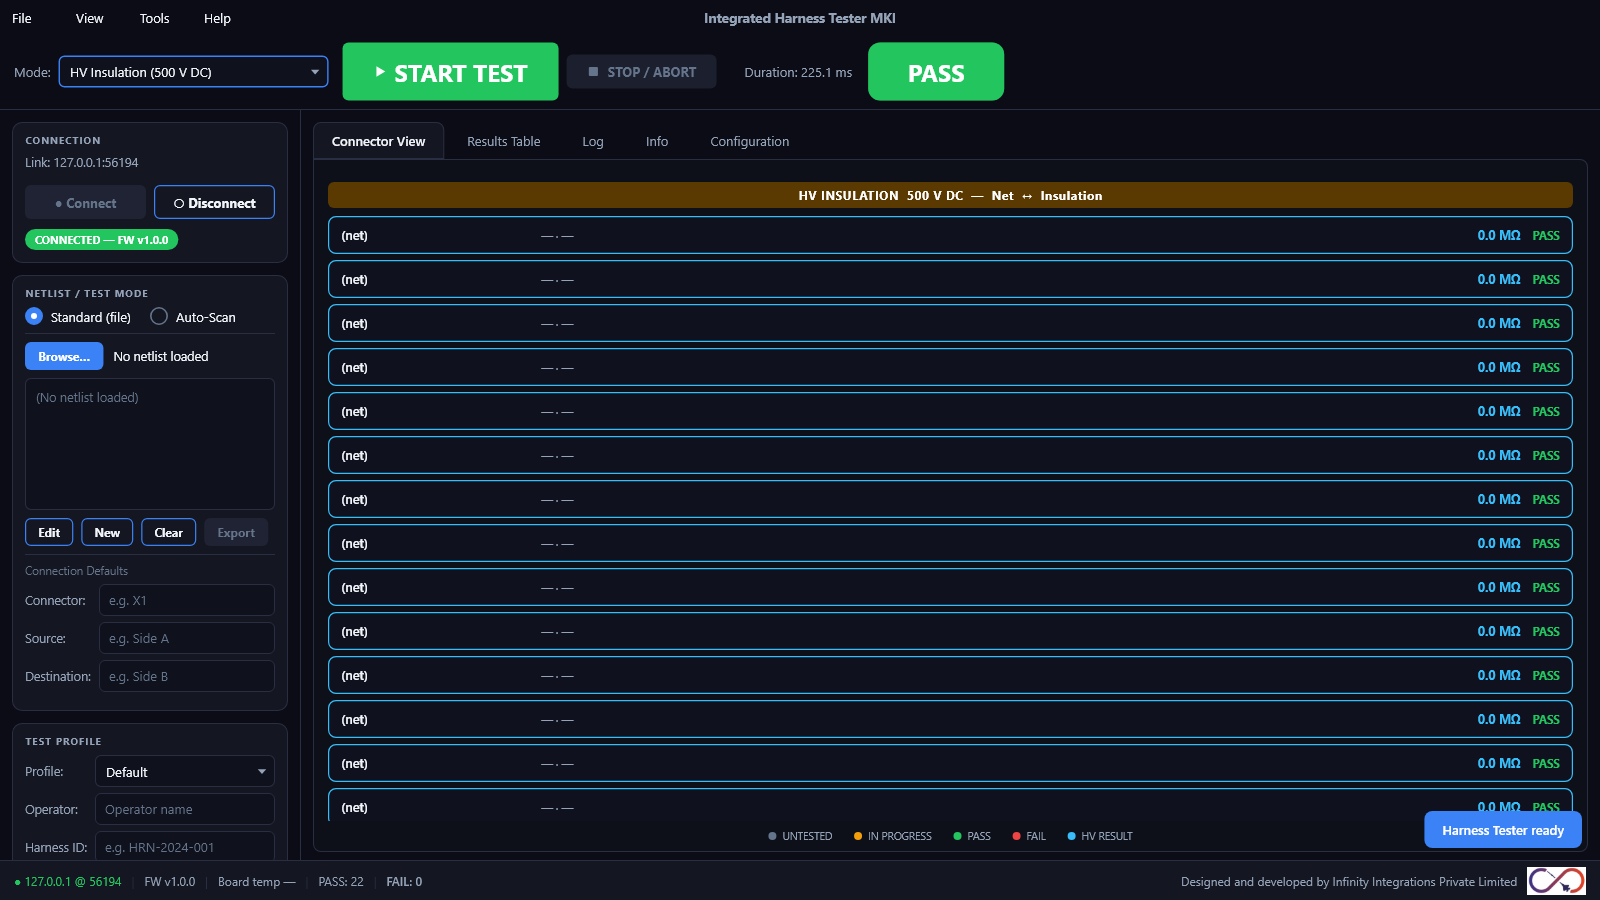 File View Tools Help
Integrated Harness Tester MKI
Mode: HV Insulation (500 V DC) START TEST STOP / ABORT Duration: 225.1 ms PASS
CONNECTION
Link: 127.0.0.1:56194
Connect Disconnect
CONNECTED — FW v1.0.0
NETLIST / TEST MODE
Standard (file) Auto-Scan
Browse... No netlist loaded
(No netlist loaded)
Edit New Clear Export
Connection Defaults
Connector: e.g. X1
Source: e.g. Side A
Destination: e.g. Side B
TEST PROFILE
Profile: Default
Operator: Operator name
Harness ID: e.g. HRN-2024-001
Connector View Results Table Log Info Configuration
HV INSULATION 500 V DC — Net ↔ Insulation
(net) —·— 0.0 MΩ PASS
(net) —·— 0.0 MΩ PASS
(net) —·— 0.0 MΩ PASS
(net) —·— 0.0 MΩ PASS
(net) —·— 0.0 MΩ PASS
(net) —·— 0.0 MΩ PASS
(net) —·— 0.0 MΩ PASS
(net) —·— 0.0 MΩ PASS
(net) —·— 0.0 MΩ PASS
(net) —·— 0.0 MΩ PASS
(net) —·— 0.0 MΩ PASS
(net) —·— 0.0 MΩ PASS
(net) —·— 0.0 MΩ PASS
(net) —·— 0.0 MΩ PASS
UNTESTED IN PROGRESS PASS FAIL HV RESULT
Harness Tester ready
127.0.0.1 @ 56194 FW v1.0.0 Board temp — PASS: 22 FAIL: 0
Designed and developed by Infinity Integrations Private Limited